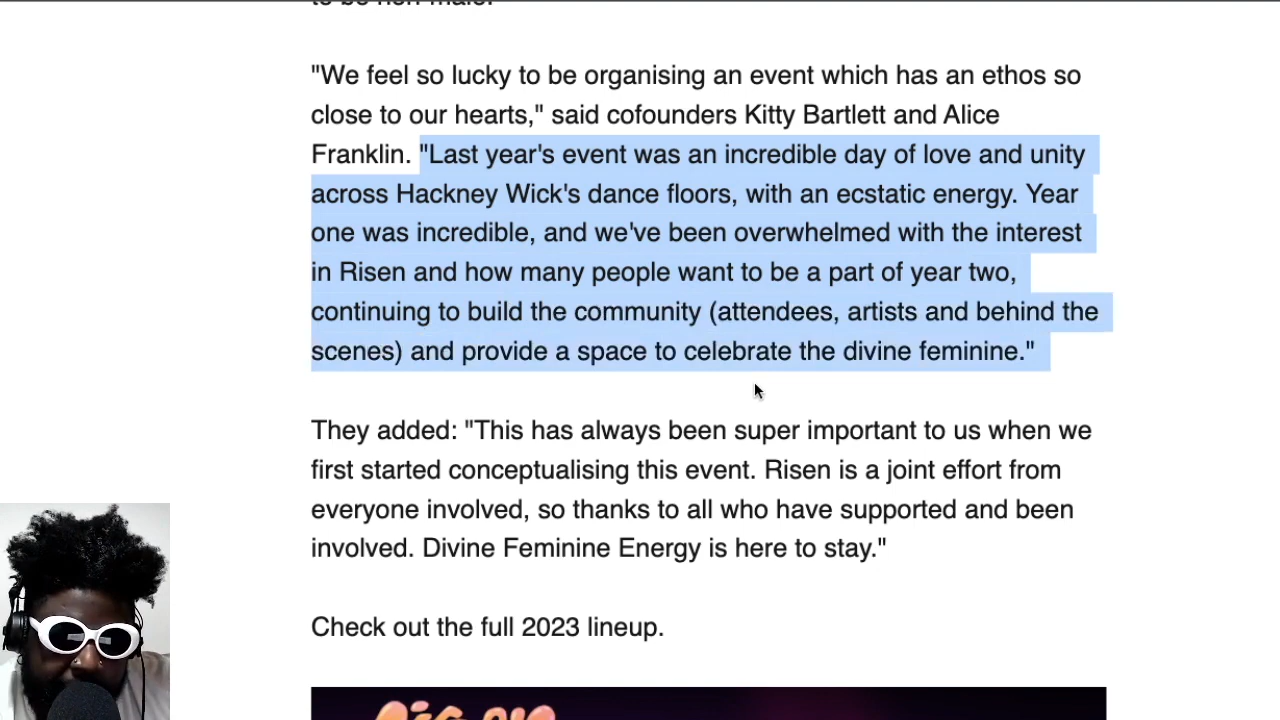 "We feel so lucky to be organising an event which has an ethos so
close to our hearts," said cofounders Kitty Bartlett and Alice
Franklin. "Last year's event was an incredible day of love and unity
across Hackney Wick's dance floors, with an ecstatic energy. Year
one was incredible, and we've been overwhelmed with the interest
in Risen and how many people want to be a part of year two,
continuing to build the community (attendees, artists and behind the
scenes) and provide a space to celebrate the divine feminine."
They added: "This has always been super important to us when we
first started conceptualising this event. Risen is a joint effort from
everyone involved, so thanks to all who have supported and been
involved. Divine Feminine Energy is here to stay."
Check out the full 2023 lineup.